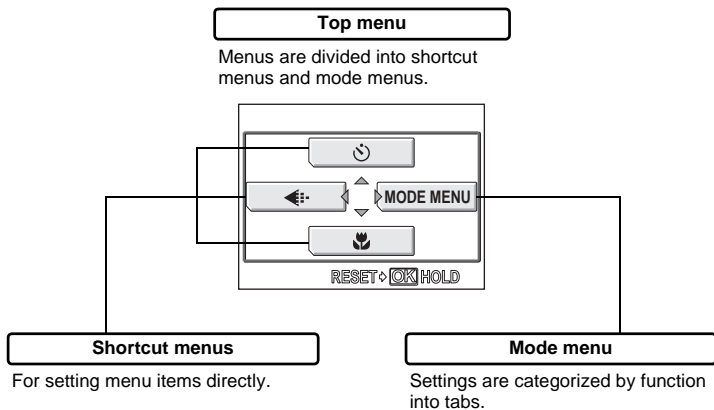 Top menu
Menus are divided into shortcut
menus and mode menus.
MODE MENU
RESET OK HOLD
Shortcut menus
For setting menu items directly.
Mode menu
Settings are categorized by function
into tabs.